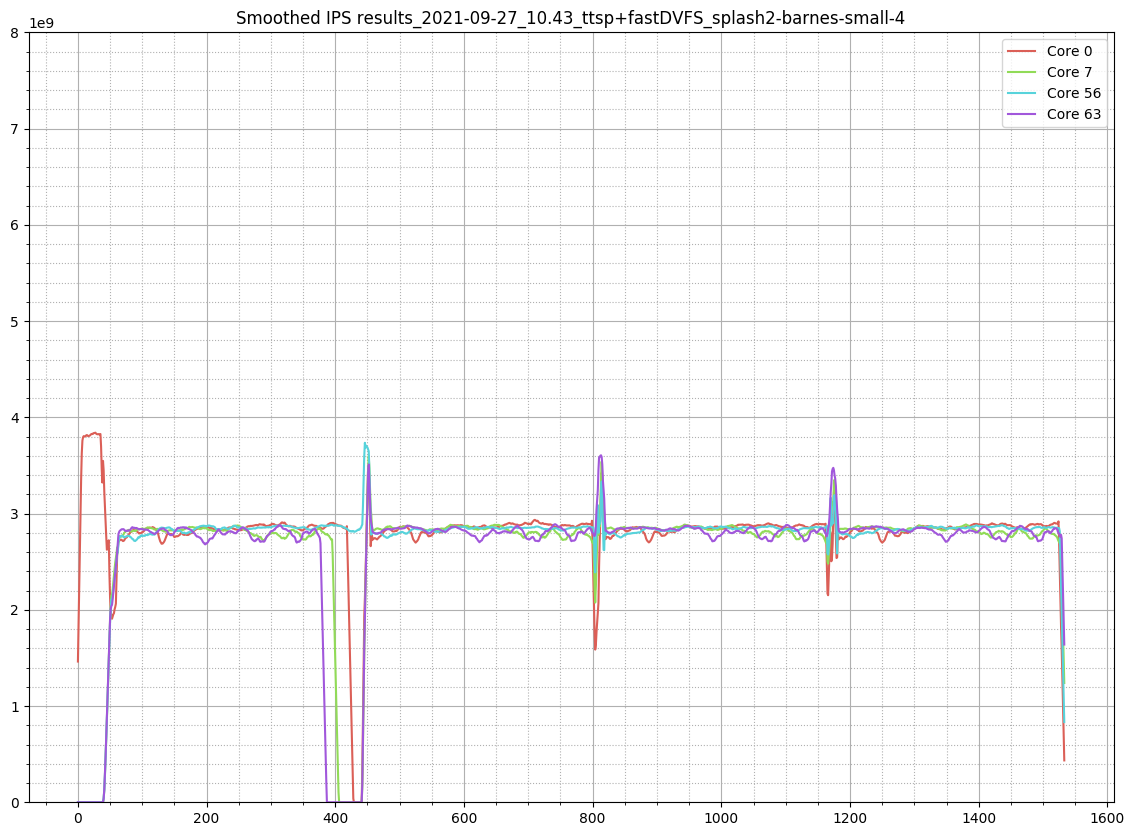 Smoothed IPS results_2021-09-27_10.43_ttsp+fastDVFS_splash2-barnes-small-4
1e9
8
7
6
5
4
3
2
1
0
Core 0
Core 7
Core 56
Core 63
0 200 400 600 800 1000 1200 1400 1600